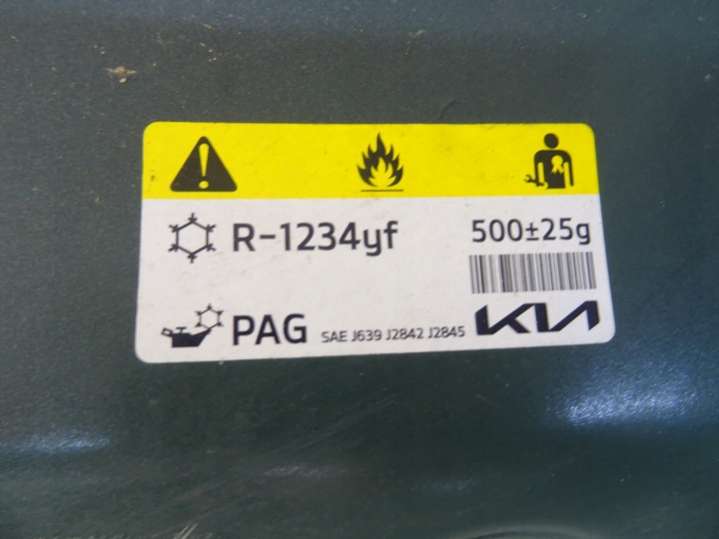 R-1234yf 500±25g
PAG SAE J639 J2842 J2845 KIA